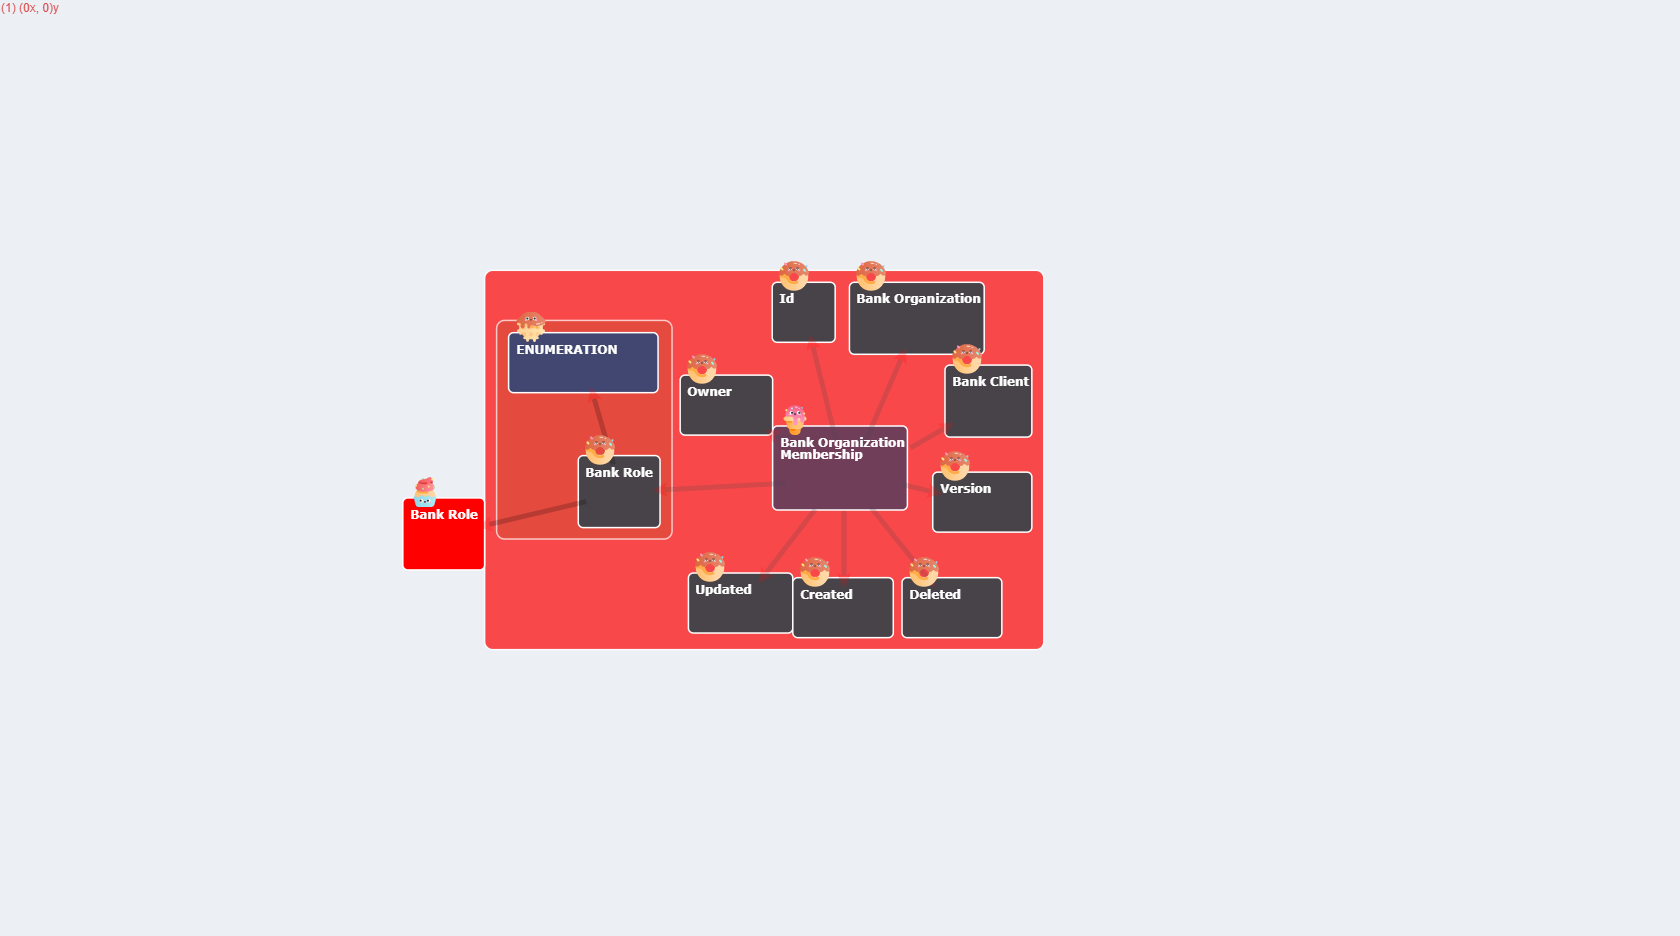 (1) (0x, 0)y
Id
Bank Organization
ENUMERATION
Bank Client
Owner
Bank Organization
Membership
Bank Role
Version
Bank Role
Updated
Created
Deleted